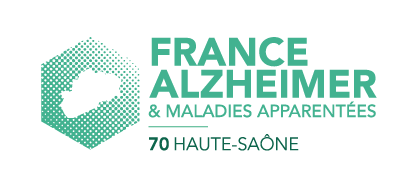 FRANCE
ALZHEIMER
& MALADIES APPARENTÉES
70 HAUTE-SAÔNE